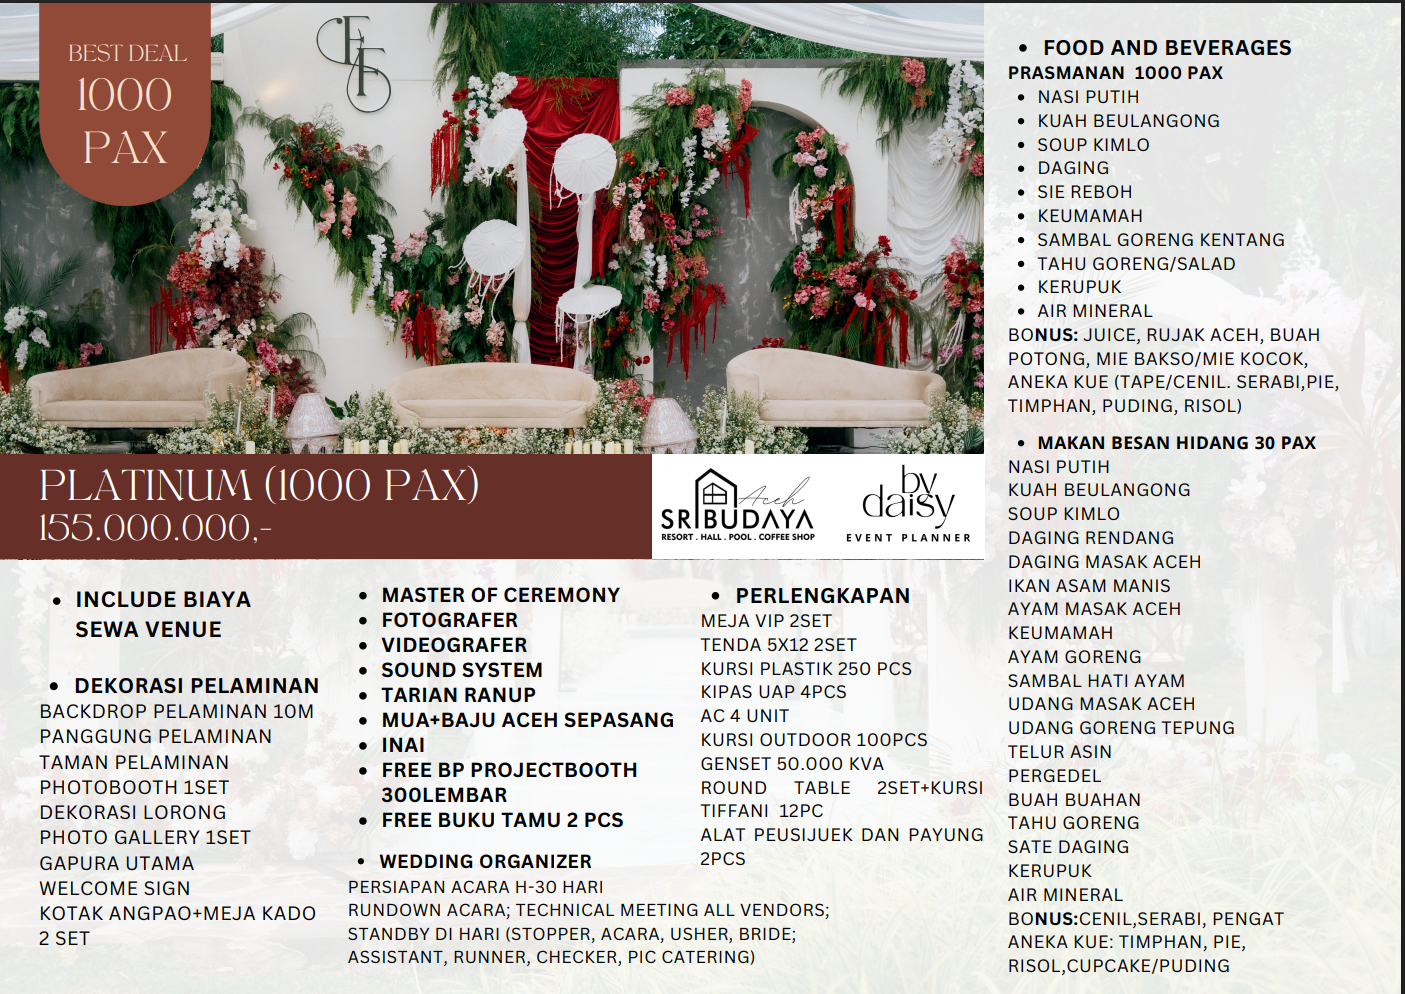 BEST DEAL
1000
PAX
PLATINUM (1000 PAX)
155.000.000,-
Aceh
SRIBUDAYA
RESORT . HALL . POOL . COFFEE SHOP
by
daisy
EVENT PLANNER
• INCLUDE BIAYA
SEWA VENUE
• DEKORASI PELAMINAN
BACKDROP PELAMINAN 10M
PANGGUNG PELAMINAN
TAMAN PELAMINAN
PHOTOBOOTH 1SET
DEKORASI LORONG
PHOTO GALLERY 1SET
GAPURA UTAMA
WELCOME SIGN
KOTAK ANGPAO+MEJA KADO
2 SET
• MASTER OF CEREMONY
• FOTOGRAFER
• VIDEOGRAFER
• SOUND SYSTEM
• TARIAN RANUP
• MUA+BAJU ACEH SEPASANG
• INAI
• FREE BP PROJECTBOOTH
300LEMBAR
• FREE BUKU TAMU 2 PCS
• WEDDING ORGANIZER
PERSIAPAN ACARA H-30 HARI
RUNDOWN ACARA; TECHNICAL MEETING ALL VENDORS;
STANDBY DI HARI (STOPPER, ACARA, USHER, BRIDE;
ASSISTANT, RUNNER, CHECKER, PIC CATERING)
• PERLENGKAPAN
MEJA VIP 2SET
TENDA 5X12 2SET
KURSI PLASTIK 250 PCS
KIPAS UAP 4PCS
AC 4 UNIT
KURSI OUTDOOR 100PCS
GENSET 50.000 KVA
ROUND TABLE 2SET+KURSI
TIFFANI 12PC
ALAT PEUSIJUEK DAN PAYUNG
2PCS
• FOOD AND BEVERAGES
PRASMANAN 1000 PAX
• NASI PUTIH
• KUAH BEULANGONG
• SOUP KIMLO
• DAGING
• SIE REBOH
• KEUMAMAH
• SAMBAL GORENG KENTANG
• TAHU GORENG/SALAD
• KERUPUK
• AIR MINERAL
BONUS: JUICE, RUJAK ACEH, BUAH
POTONG, MIE BAKSO/MIE KOCOK,
ANEKA KUE (TAPE/CENIL. SERABI,PIE,
TIMPHAN, PUDING, RISOL)
• MAKAN BESAN HIDANG 30 PAX
NASI PUTIH
KUAH BEULANGONG
SOUP KIMLO
DAGING RENDANG
DAGING MASAK ACEH
IKAN ASAM MANIS
AYAM MASAK ACEH
KEUMAMAH
AYAM GORENG
SAMBAL HATI AYAM
UDANG MASAK ACEH
UDANG GORENG TEPUNG
TELUR ASIN
PERGEDEL
BUAH BUAHAN
TAHU GORENG
SATE DAGING
KERUPUK
AIR MINERAL
BONUS:CENIL,SERABI, PENGAT
ANEKA KUE: TIMPHAN, PIE,
RISOL,CUPCAKE/PUDING